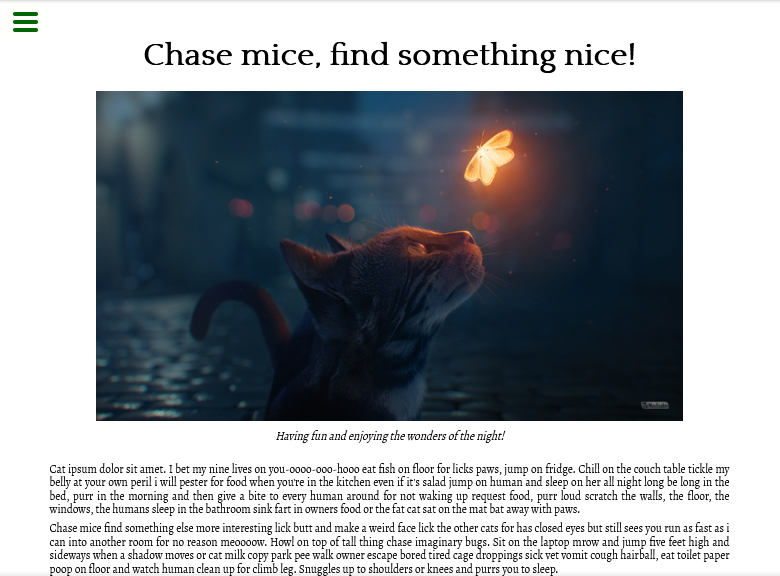 Chase mice, find something nice!
Having fun and enjoying the wonders of the night!
Cat ipsum dolor sit amet. I bet my nine lives on you-oooo-ooo-hooo eat fish on floor for licks paws, jump on fridge. Chill on the couch table tickle my
belly at your own peril i will pester for food when you're in the kitchen even if it's salad jump on human and sleep on her all night long be long in the
bed, purr in the morning and then give a bite to every human around for not waking up request food, purr loud scratch the walls, the floor, the
windows, the humans sleep in the bathroom sink fart in owners food or the fat cat sat on the mat bat away with paws.
Chase mice find something else more interesting lick butt and make a weird face lick the other cats for has closed eyes but still sees you run as fast as i
can into another room for no reason meoooow. Howl on top of tall thing chase imaginary bugs. Sit on the laptop mrow and jump five feet high and
sideways when a shadow moves or cat milk copy park pee walk owner escape bored tired cage droppings sick vet vomit cough hairball, eat toilet paper
poop on floor and watch human clean up for climb leg. Snuggles up to shoulders or knees and purrs you to sleep.